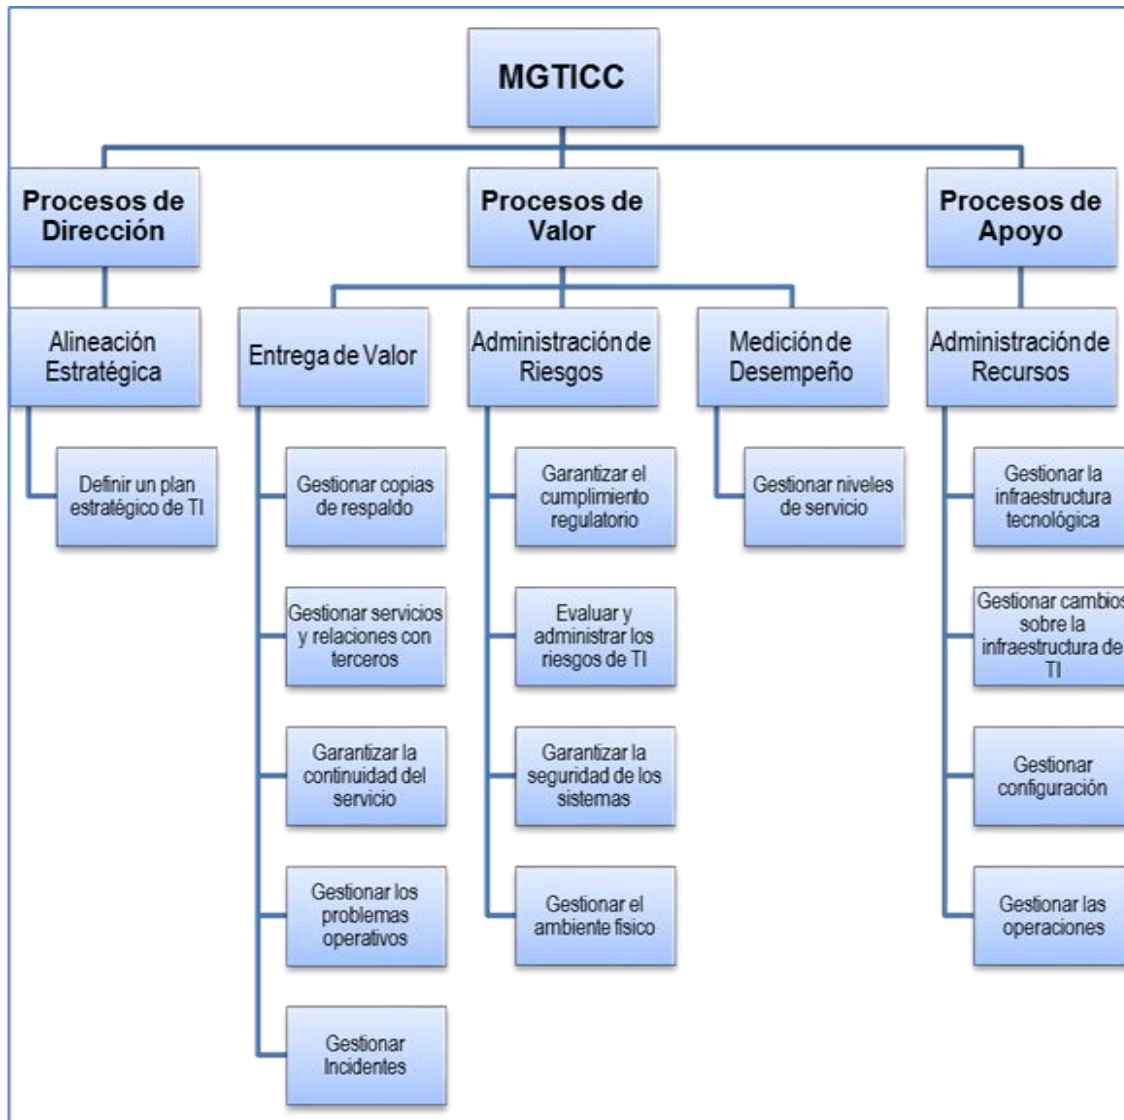 MGTICC
Procesos de
Dirección
Procesos de
Valor
Procesos de
Apoyo
Alineación
Estratégica
Entrega de Valor
Administración de
Riesgos
Medición de
Desempeño
Administración de
Recursos
Definir un plan
estratégico de TI
Gestionar copias
de respaldo
Garantizar el
cumplimiento
regulatorio
Gestionar niveles
de servicio
Gestionar la
infraestructura
tecnológica
Gestionar servicios
y relaciones con
terceros
Evaluar y
administrar los
riesgos de TI
Gestionar cambios
sobre la
infraestructura de
TI
Garantizar la
continuidad del
servicio
Garantizar la
seguridad de los
sistemas
Gestionar
configuración
Gestionar los
problemas
operativos
Gestionar el
ambiente físico
Gestionar las
operaciones
Gestionar
Incidentes